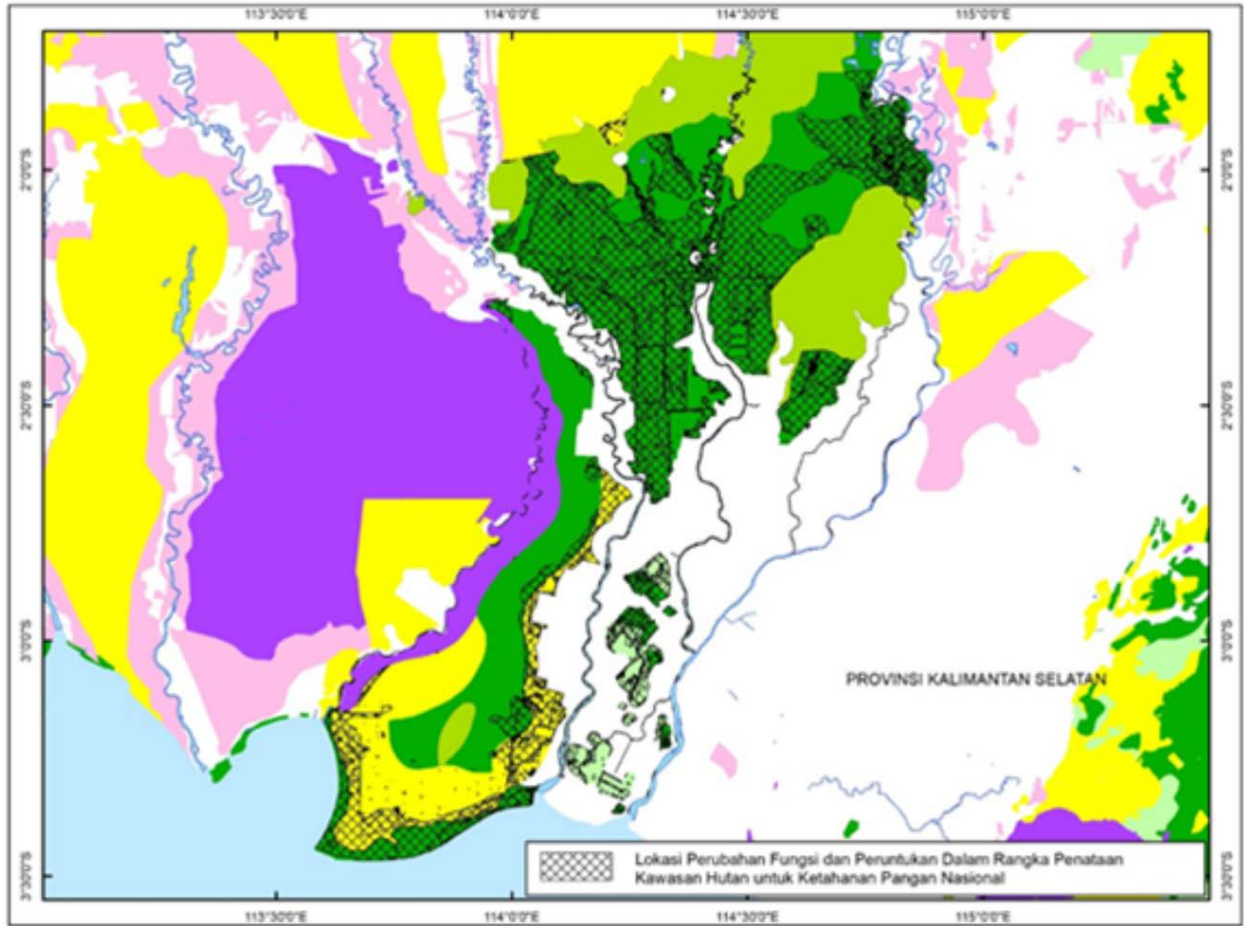 113°30'0"E 114°0'0"E 114°30'0"E 115°0'0"E
2°0'0"S 2°0'0"S
2°30'0"S 2°30'0"S
3°0'0"S 3°0'0"S
PROVINSI KALIMANTAN SELATAN
3°30'0"S 3°30'0"S
Lokasi Perubahan Fungsi dan Peruntukan Dalam Rangka Penataan
Kawasan Hutan untuk Ketahanan Pangan Nasional
113°30'0"E 114°0'0"E 114°30'0"E 115°0'0"E